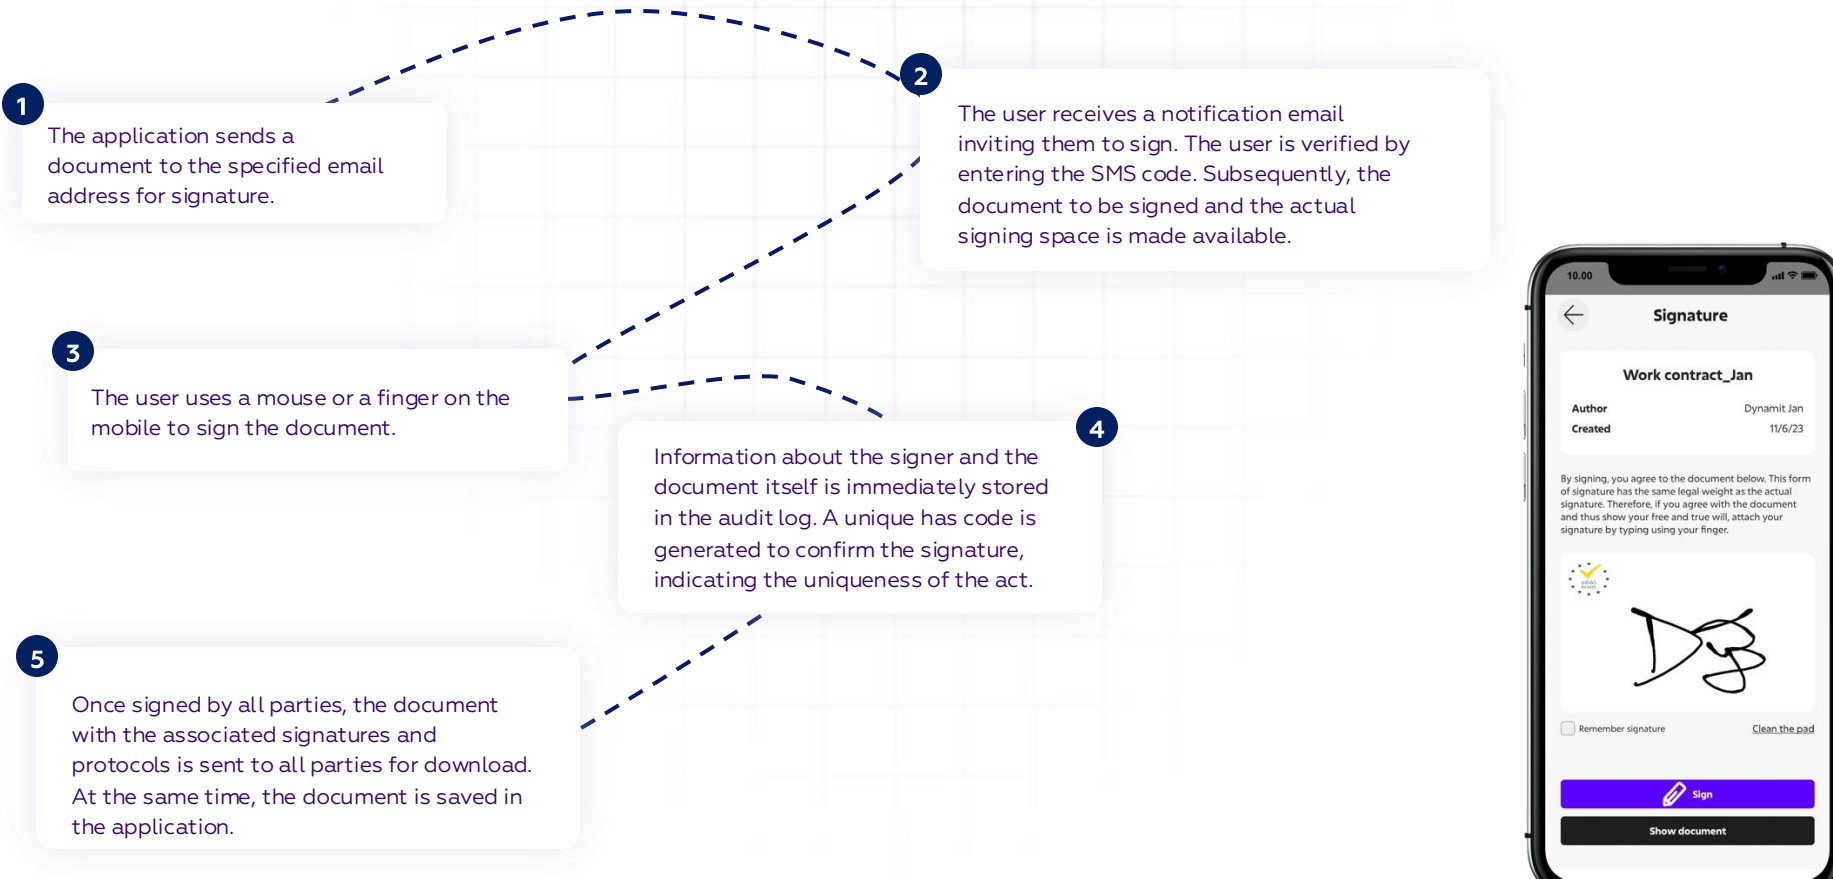 1
The application sends a
document to the specified email
address for signature.
2
The user receives a notification email
inviting them to sign. The user is verified by
entering the SMS code. Subsequently, the
document to be signed and the actual
signing space is made available.
3
The user uses a mouse or a finger on the
mobile to sign the document.
4
Information about the signer and the
document itself is immediately stored
in the audit log. A unique has code is
generated to confirm the signature,
indicating the uniqueness of the act.
5
Once signed by all parties, the document
with the associated signatures and
protocols is sent to all parties for download.
At the same time, the document is saved in
the application.
10.00
Signature
Work contract_Jan
Author Dynamit Jan
Created 11/6/23
By signing, you agree to the document below. This form
of signature has the same legal weight as the actual
signature. Therefore, if you agree with the document
and thus show your free and true will, attach your
signature by typing using your finger.
eIDAS
READY
Remember signature Clean the pad
Sign
Show document